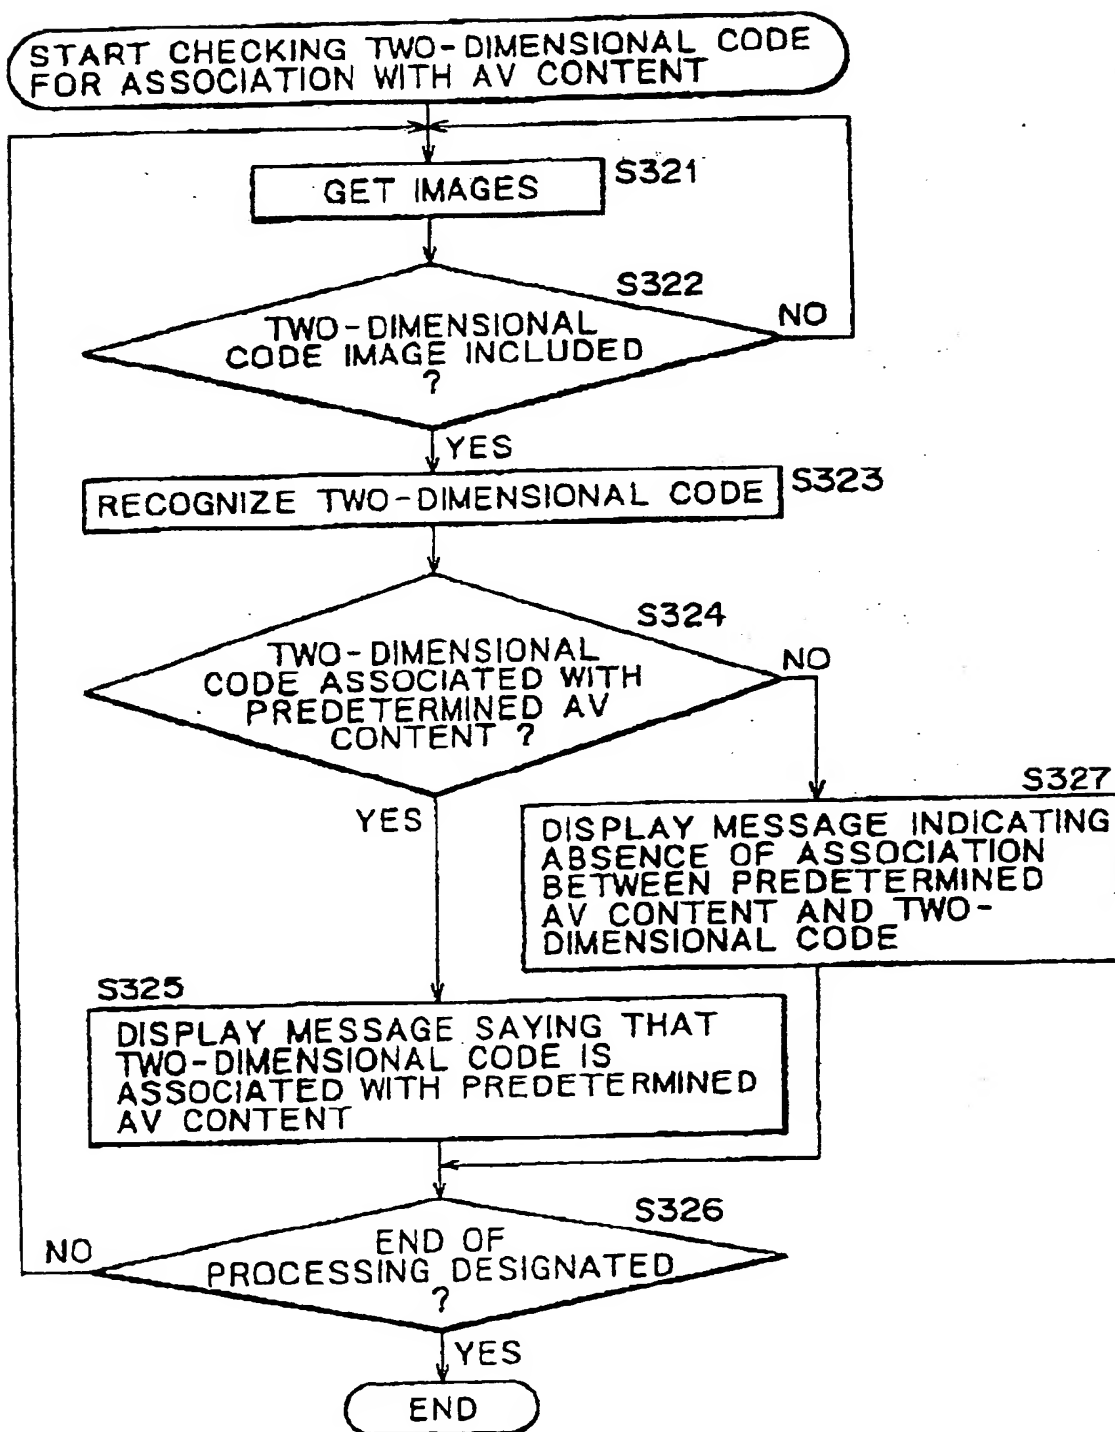 START CHECKING TWO-DIMENSIONAL CODE
FOR ASSOCIATION WITH AV CONTENT
GET IMAGES
S321
S322
TWO-DIMENSIONAL
CODE IMAGE INCLUDED
?
NO
YES
RECOGNIZE TWO-DIMENSIONAL CODE
S323
S324
TWO-DIMENSIONAL
CODE ASSOCIATED WITH
PREDETERMINED AV
CONTENT ?
NO
YES
S327
DISPLAY MESSAGE INDICATING
ABSENCE OF ASSOCIATION
BETWEEN PREDETERMINED
AV CONTENT AND TWO-
DIMENSIONAL CODE
S325
DISPLAY MESSAGE SAYING THAT
TWO-DIMENSIONAL CODE IS
ASSOCIATED WITH PREDETERMINED
AV CONTENT
S326
END OF
PROCESSING DESIGNATED
?
NO
YES
END